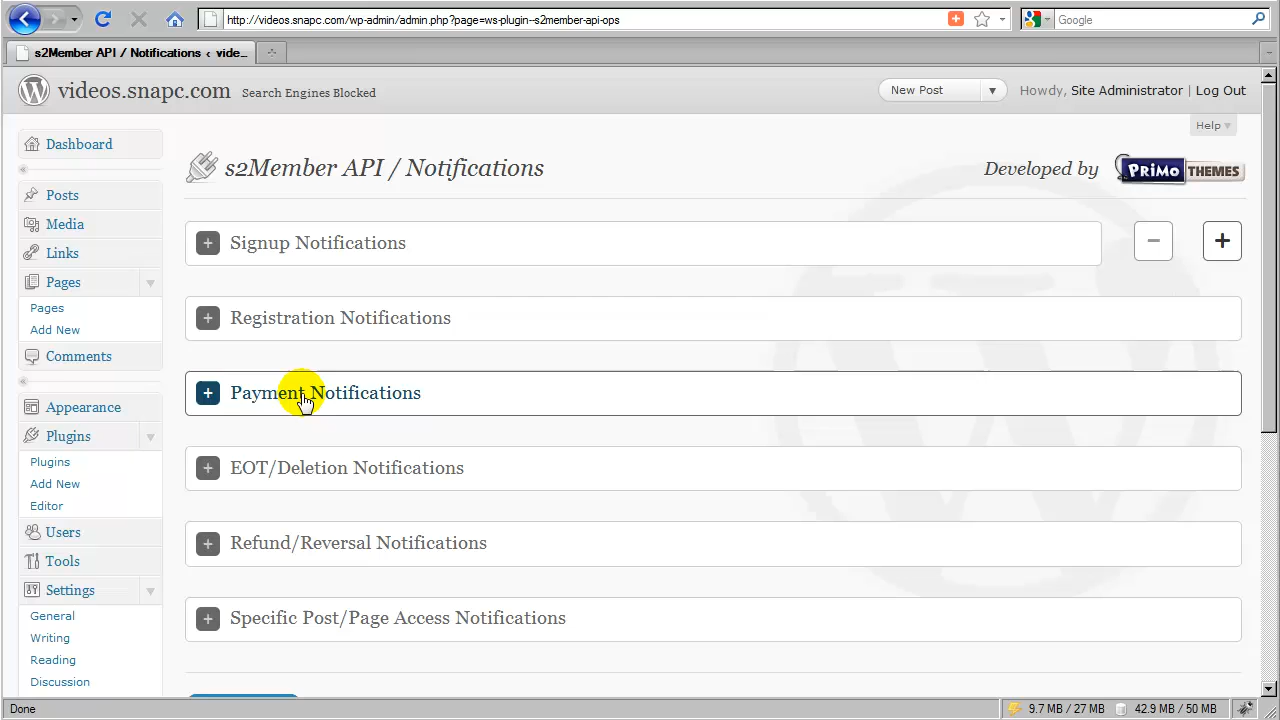 http://videos.snapc.com/wp-admin/admin.php?page=ws-plugin--s2member-api-ops
Google
s2Member API / Notifications ‹ vide...
videos.snapc.com Search Engines Blocked
New Post
Howdy, Site Administrator | Log Out
Help
Dashboard
Posts
Media
Links
Pages
Pages
Add New
Comments
Appearance
Plugins
Plugins
Add New
Editor
Users
Tools
Settings
General
Writing
Reading
Discussion
s2Member API / Notifications
Developed by PRiMO THEMES
Signup Notifications
Registration Notifications
Payment Notifications
EOT/Deletion Notifications
Refund/Reversal Notifications
Specific Post/Page Access Notifications
Done
9.7 MB / 27 MB
42.9 MB / 50 MB